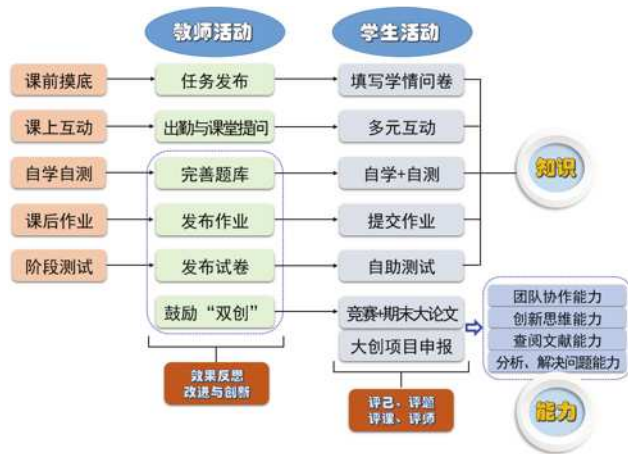 教师活动
学生活动
课前摸底
任务发布
填写学情问卷
课上互动
出勤与课堂提问
多元互动
自学自测
完善题库
自学+自测
知识
课后作业
发布作业
提交作业
阶段测试
发布试卷
自助测试
鼓励“双创”
竞赛+期末大论文
大创项目申报
团队协作能力
创新思维能力
查阅文献能力
分析、解决问题能力
效果反思
改进与创新
评己、评题
评课、评师
能力